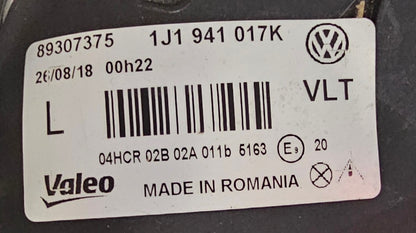 89307375 1J1 941 017K
26/08/18 00h22
L VLT
04HCR 02B 02A 011b 5163 E9 20
Valeo MADE IN ROMANIA